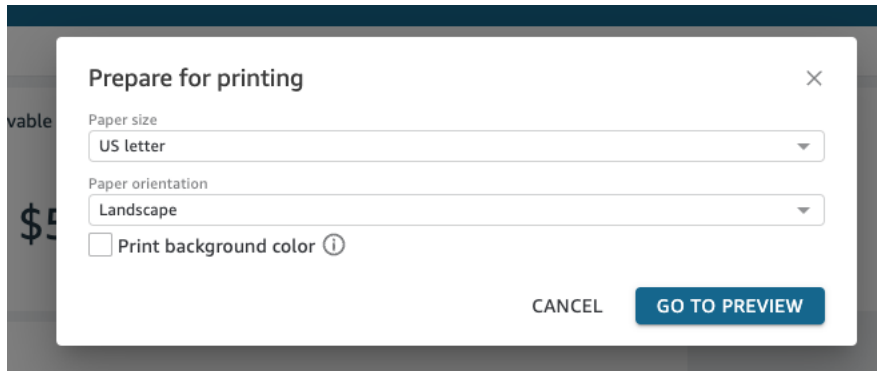 Prepare for printing
Paper size
vable
US letter
Paper orientation
Landscape
$5
Print background color
CANCEL
GO TO PREVIEW